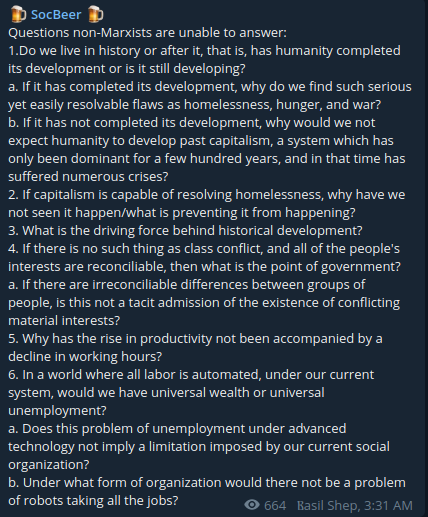 🍺 SocBeer 🍺
Questions non-Marxists are unable to answer:
1.Do we live in history or after it, that is, has humanity completed
its development or is it still developing?
a. If it has completed its development, why do we find such serious
yet easily resolvable flaws as homelessness, hunger, and war?
b. If it has not completed its development, why would we not
expect humanity to develop past capitalism, a system which has
only been dominant for a few hundred years, and in that time has
suffered numerous crises?
2. If capitalism is capable of resolving homelessness, why have we
not seen it happen/what is preventing it from happening?
3. What is the driving force behind historical development?
4. If there is no such thing as class conflict, and all of the people's
interests are reconcilable, then what is the point of government?
a. If there are irreconcilable differences between groups of
people, is this not a tacit admission of the existence of conflicting
material interests?
5. Why has the rise in productivity not been accompanied by a
decline in working hours?
6. In a world where all labor is automated, under our current
system, would we have universal wealth or universal
unemployment?
a. Does this problem of unemployment under advanced
technology not imply a limitation imposed by our current social
organization?
b. Under what form of organization would there not be a problem
of robots taking all the jobs?
664 Basil Shep, 3:31 AM